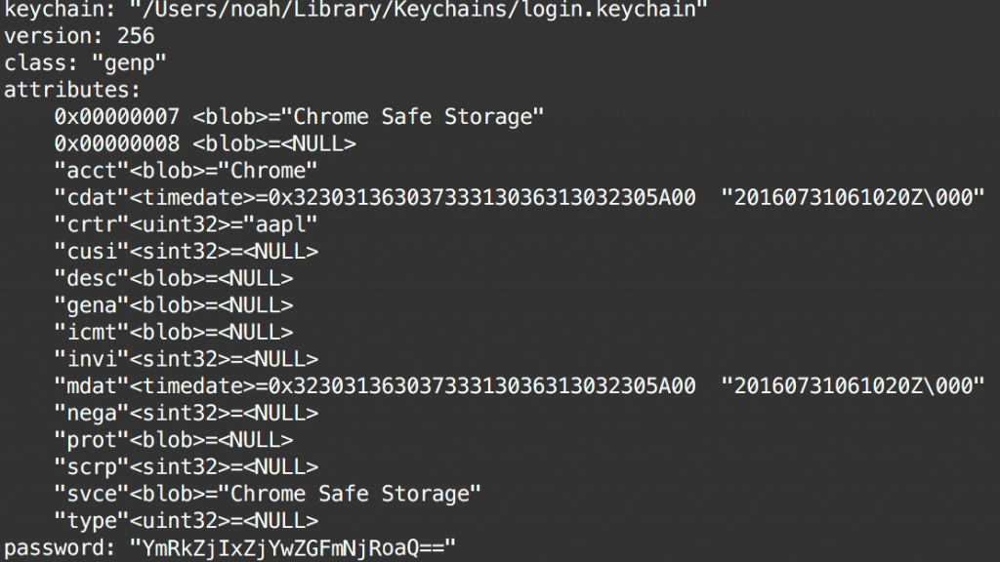 keychain: "/Users/noah/Library/Keychains/login.keychain"
version: 256
class: "genp"
attributes:
    0x00000007 <blob>="Chrome Safe Storage"
    0x00000008 <blob>=<NULL>
    "acct"<blob>="Chrome"
    "cdat"<timedate>=0x32303136303733313036313032305A00  "20160731061020Z\000"
    "crtr"<uint32>="aapl"
    "cusi"<sint32>=<NULL>
    "desc"<blob>=<NULL>
    "gena"<blob>=<NULL>
    "icmt"<blob>=<NULL>
    "invi"<sint32>=<NULL>
    "mdat"<timedate>=0x32303136303733313036313032305A00  "20160731061020Z\000"
    "nega"<sint32>=<NULL>
    "prot"<blob>=<NULL>
    "scrp"<sint32>=<NULL>
    "svce"<blob>="Chrome Safe Storage"
    "type"<uint32>=<NULL>
password: "YmRkZjIxZjYwZGFmNjRoaQ=="